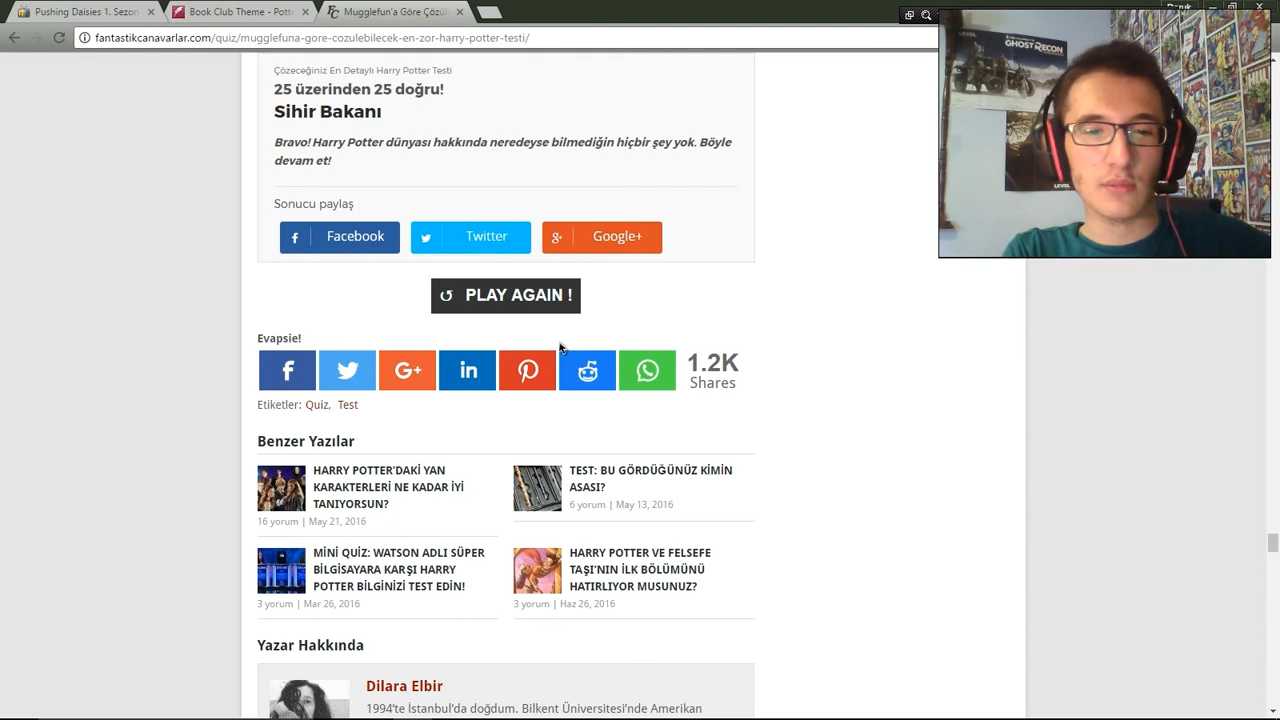 Pushing Daisies 1. Sezon
Book Club Theme - Potte
Mugglefun'a Göre Çözül
fantastikcanavarlar.com/quiz/mugglefuna-gore-cozulebilecek-en-zor-harry-potter-testi/
GHOST RECON
Çözeceğiniz En Detaylı Harry Potter Testi
25 üzerinden 25 doğru!
Sihir Bakanı
Bravo! Harry Potter dünyası hakkında neredeyse bilmediğin hiçbir şey yok. Böyle
devam et!
Sonucu paylaş
Facebook
Twitter
Google+
PLAY AGAIN !
Evapsie!
1.2K
Shares
Etiketler: Quiz, Test
Benzer Yazılar
HARRY POTTER'DAKİ YAN
KARAKTERLERİ NE KADAR İYİ
TANIYORSUN?
16 yorum | May 21, 2016
TEST: BU GÖRDÜĞÜNÜZ KİMİN
ASASI?
6 yorum | May 13, 2016
MİNİ QUİZ: WATSON ADLI SÜPER
BİLGİSAYARA KARŞI HARRY
POTTER BİLGİNİZİ TEST EDİN!
3 yorum | Mar 26, 2016
HARRY POTTER VE FELSEFE
TAŞI'NIN İLK BÖLÜMÜNÜ
HATIRLIYOR MUSUNUZ?
3 yorum | Haz 26, 2016
Yazar Hakkında
Dilara Elbir
1994'te İstanbul'da doğdum. Bilkent Üniversitesi'nde Amerikan